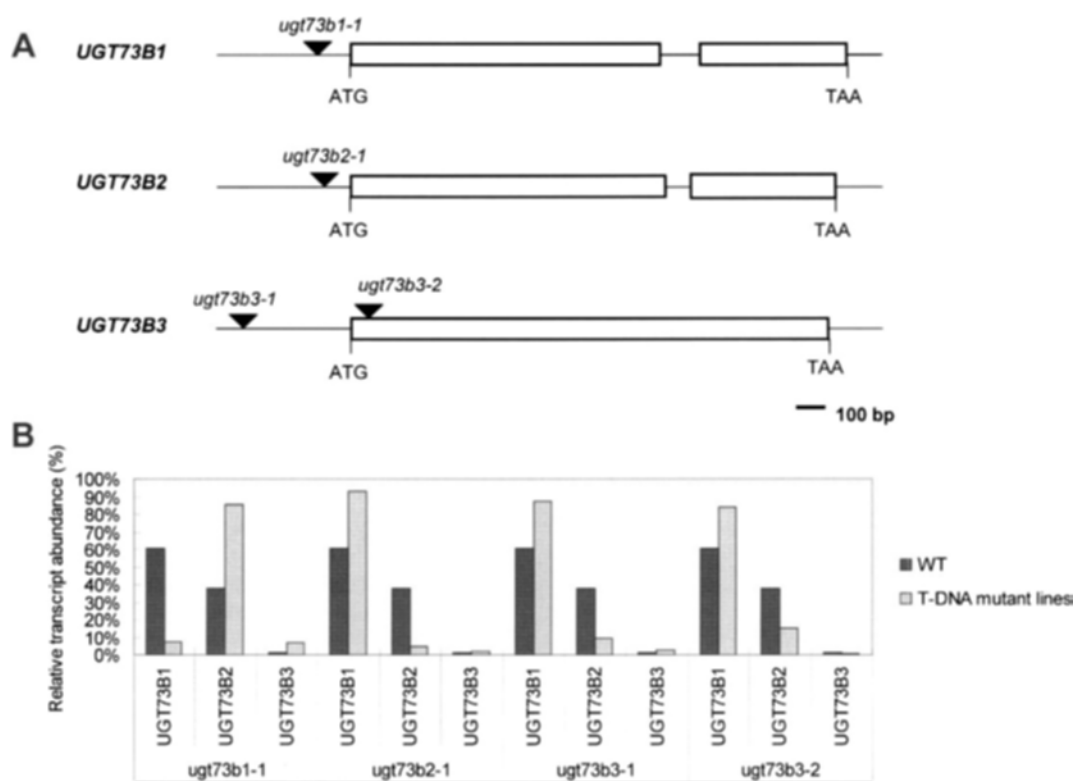 A
ugt73b1-1
UGT73B1
ATG TAA
ugt73b2-1
UGT73B2
ATG TAA
ugt73b3-1 ugt73b3-2
UGT73B3
ATG TAA
100 bp
B
Relative transcript abundance (%)
100%
90%
80%
70%
60%
50%
40%
30%
20%
10%
0%
WT
T-DNA mutant lines
UGT73B1 UGT73B2 UGT73B3 UGT73B1 UGT73B2 UGT73B3 UGT73B1 UGT73B2 UGT73B3 UGT73B1 UGT73B2 UGT73B3
ugt73b1-1 ugt73b2-1 ugt73b3-1 ugt73b3-2